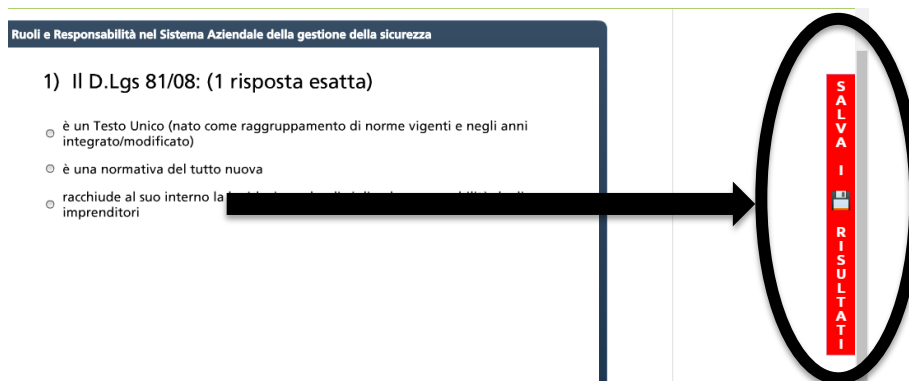 Ruoli e Responsabilità nel Sistema Aziendale della gestione della sicurezza
1) Il D.Lgs 81/08: (1 risposta esatta)
è un Testo Unico (nato come raggruppamento di norme vigenti e negli anni
integrato/modificato)
è una normativa del tutto nuova
racchiude al suo interno la
imprenditori
SALVA I RISULTATI